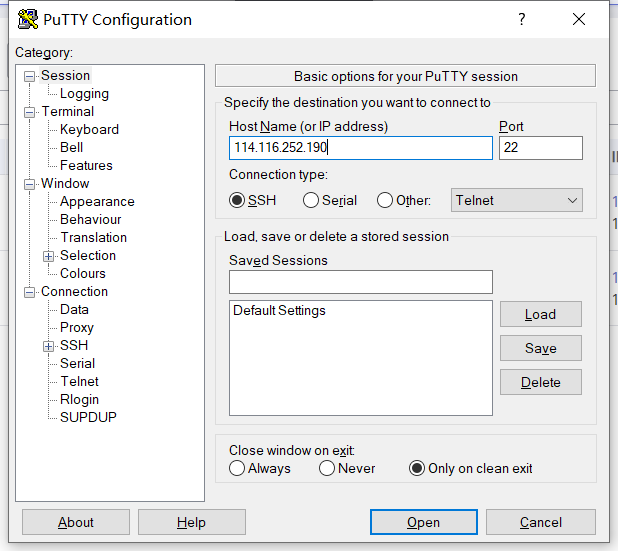 PuTTY Configuration
?
Category:
Session
Logging
Terminal
Keyboard
Bell
Features
Window
Appearance
Behaviour
Translation
Selection
Colours
Connection
Data
Proxy
SSH
Serial
Telnet
Rlogin
SUPDUP
Basic options for your PuTTY session
Specify the destination you want to connect to
Host Name (or IP address) Port
114.116.252.190 22
Connection type:
SSH Serial Other: Telnet
Load, save or delete a stored session
Saved Sessions
Default Settings
Load
Save
Delete
Close window on exit:
Always Never Only on clean exit
About Help Open Cancel